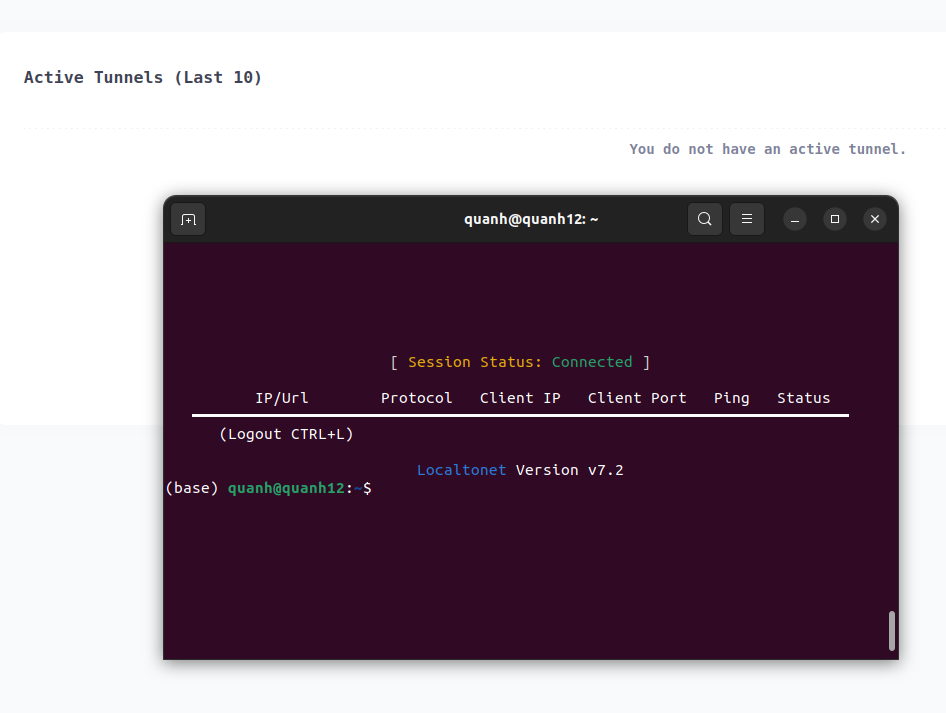 Active Tunnels (Last 10)
You do not have an active tunnel.
quanh@quanh12: ~
[ Session Status: Connected ]
IP/Url Protocol Client IP Client Port Ping Status
(Logout CTRL+L)
Localtonet Version v7.2
(base) quanh@quanh12:~$